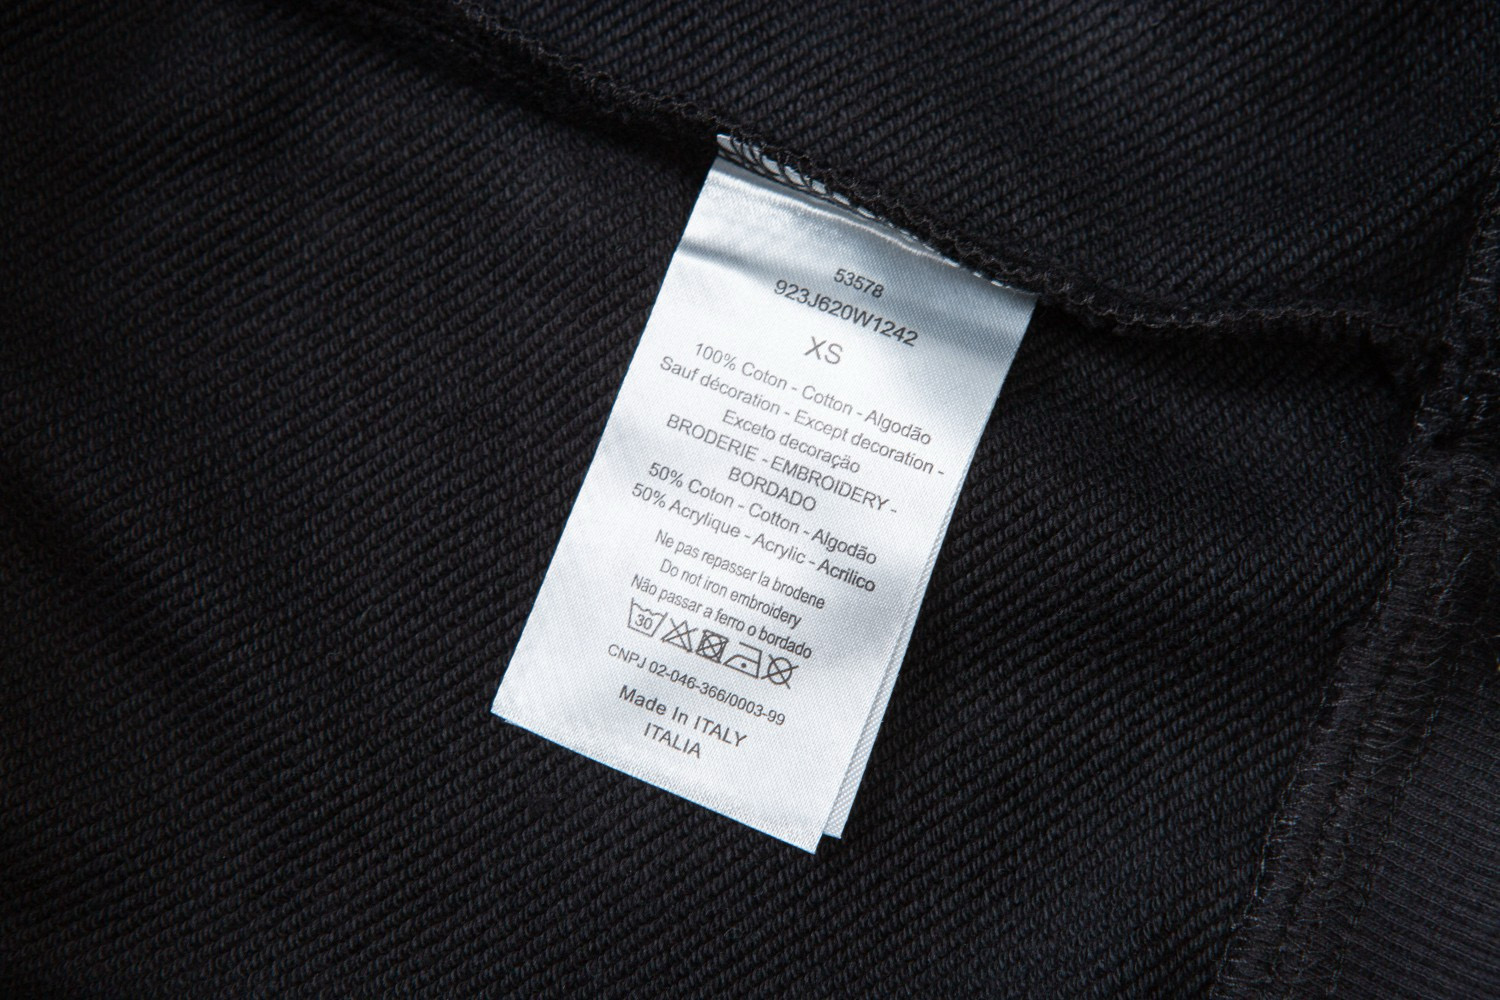 53578
923J620W1242
XS
100% Coton - Cotton - Algodão
Sauf décoration - Except decoration -
Exceto decoração
BRODERIE - EMBROIDERY -
BORDADO
50% Coton - Cotton - Algodão
50% Acrylique - Acrylic - Acrilico
Ne pas repasser la brodene
Do not iron embroidery
Não passar a ferro o bordado
30
CNPJ 02-046-366/0003-99
Made In ITALY
ITALIA